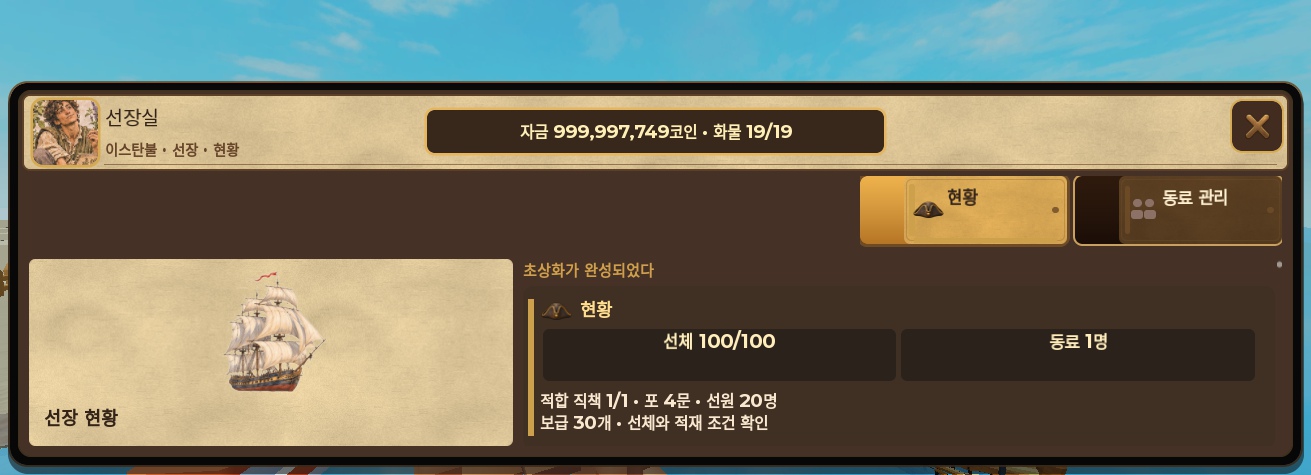 선장실
이스탄불 • 선장 • 현황
자금 999,997,749코인 • 화물 19/19
현황
동료 관리
선장 현황
초상화가 완성되었다
현황
선체 100/100
동료 1명
적합 직책 1/1 • 포 4문 • 선원 20명
보급 30개 • 선체와 적재 조건 확인